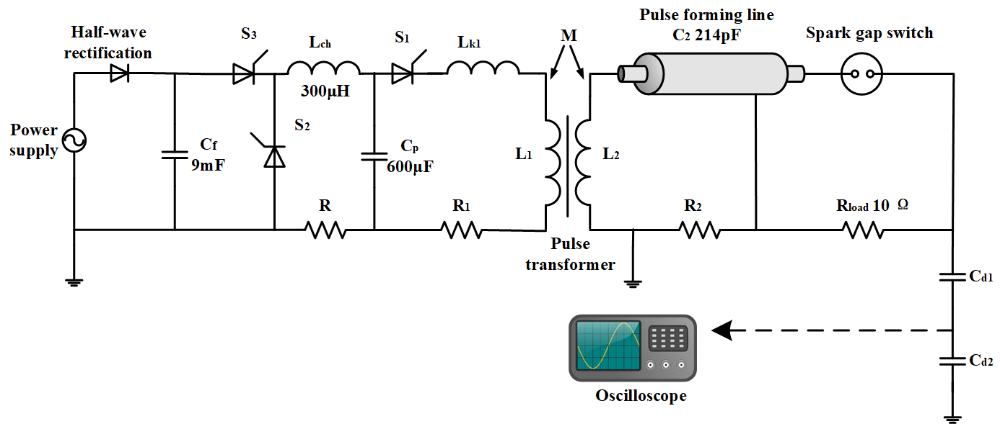 Half-wave
rectification
S3
Lch
300μH
S1
Lk1
M
Pulse forming line
C2 214pF
Spark gap switch
Power
supply
Cf
9mF
S2
Cp
600μF
L1
L2
R
R1
R2
Rload 10 Ω
Pulse
transformer
Cd1
Cd2
Oscilloscope